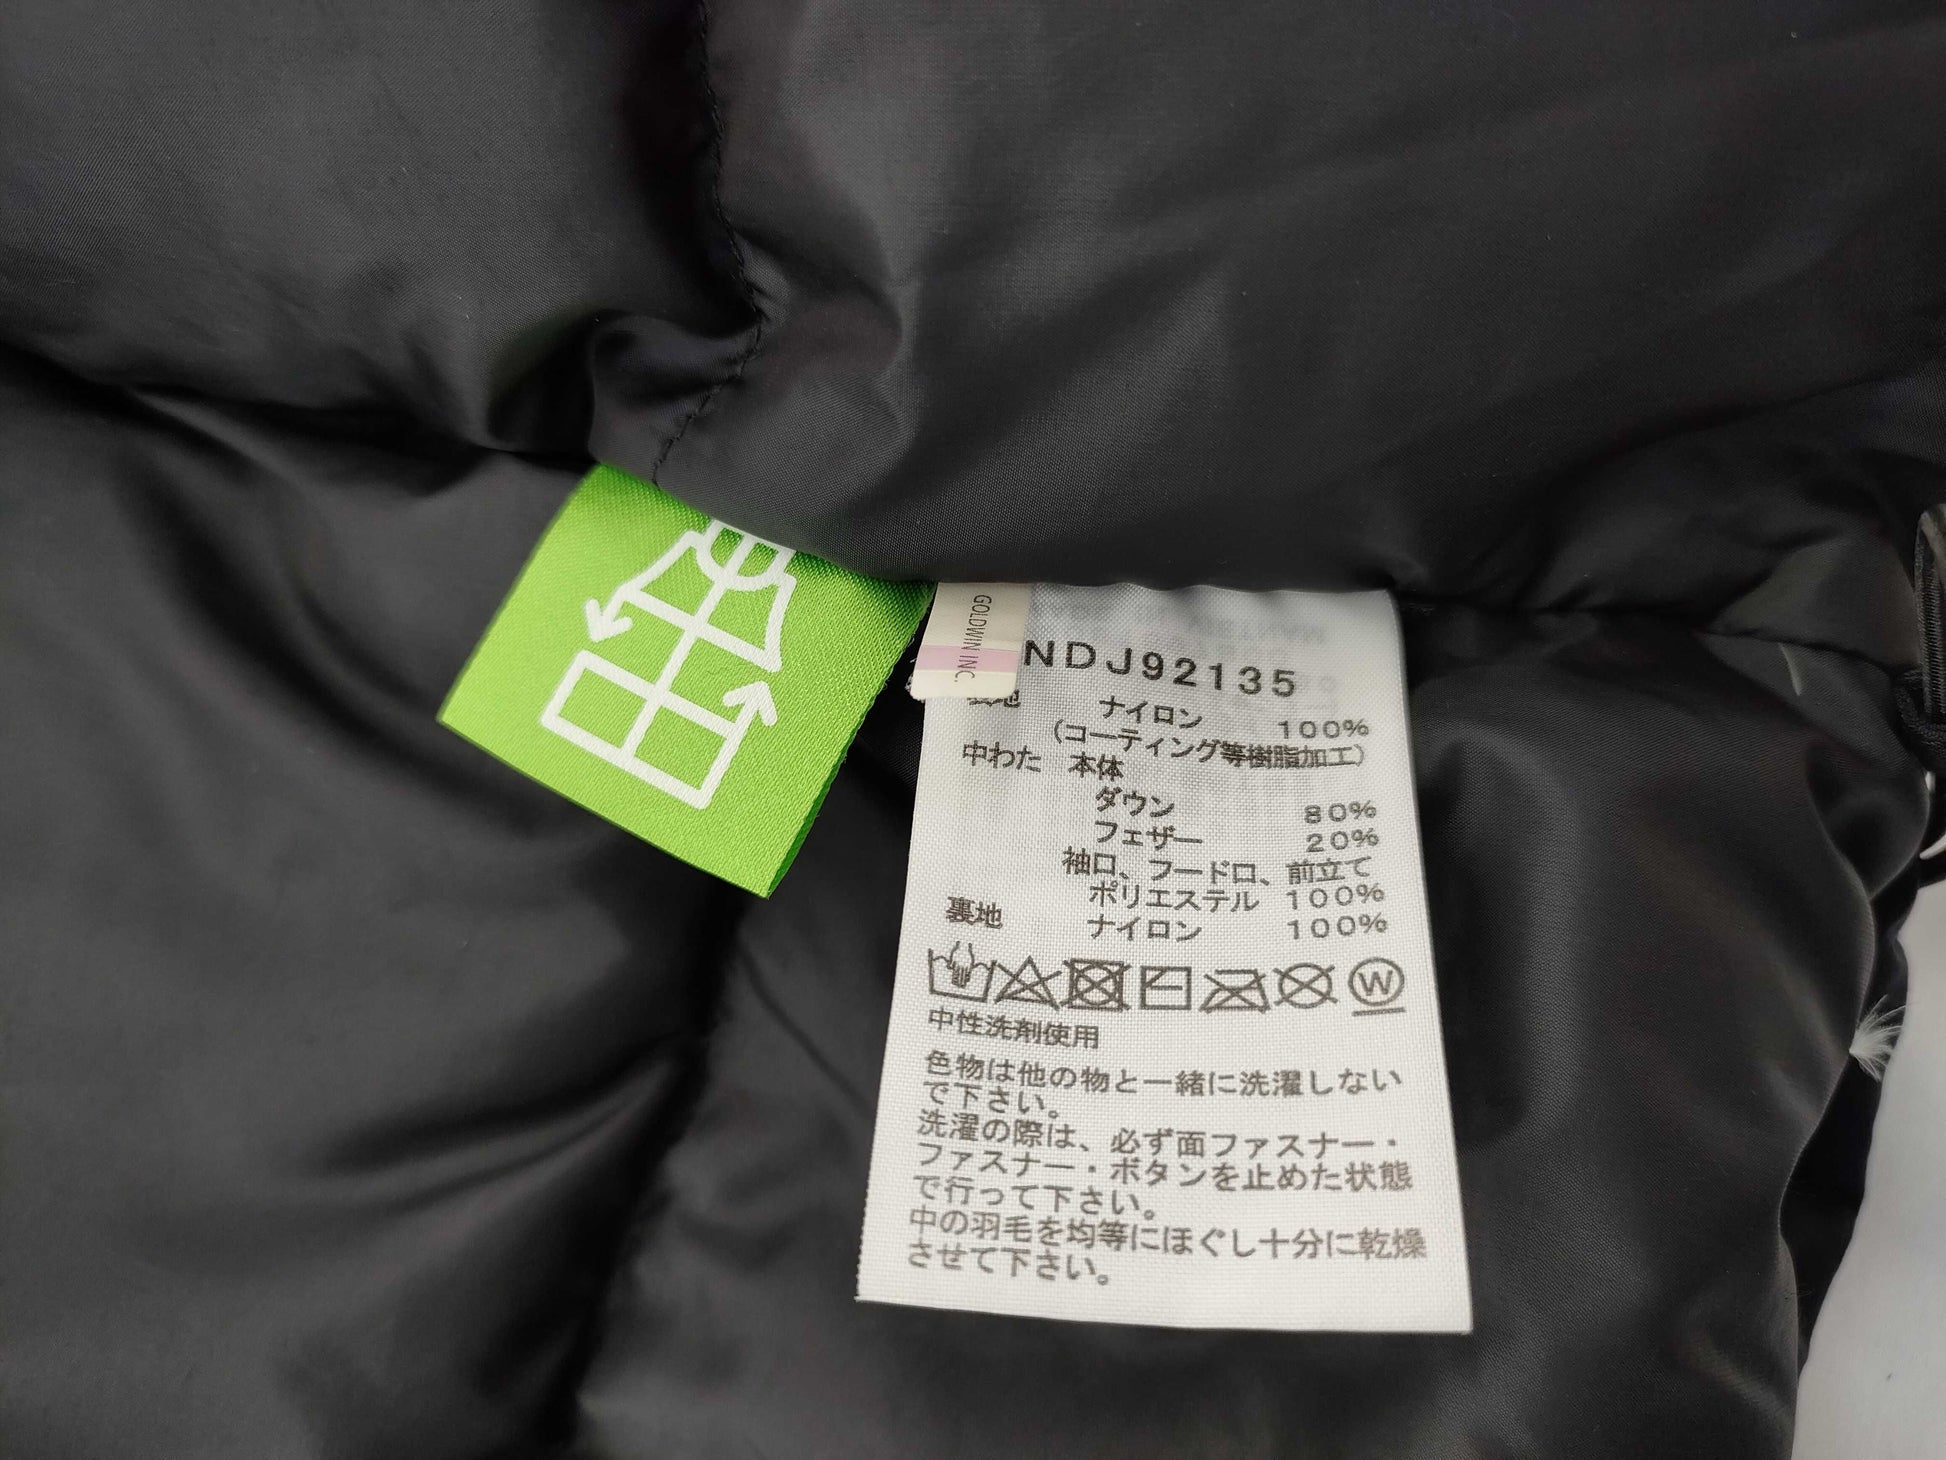 GOLDWIN INC.
NDJ92135
表地 ナイロン 100%
(コーティング等樹脂加工)
中わた 本体
ダウン 80%
フェザー 20%
袖口、フード口、前立て
ポリエステル 100%
裏地 ナイロン 100%
W
中性洗剤使用
色物は他の物と一緒に洗濯しない
で下さい。
洗濯の際は、必ず面ファスナー・
ファスナー・ボタンを止めた状態
で行って下さい。
中の羽毛を均等にほぐし十分に乾燥
させて下さい。